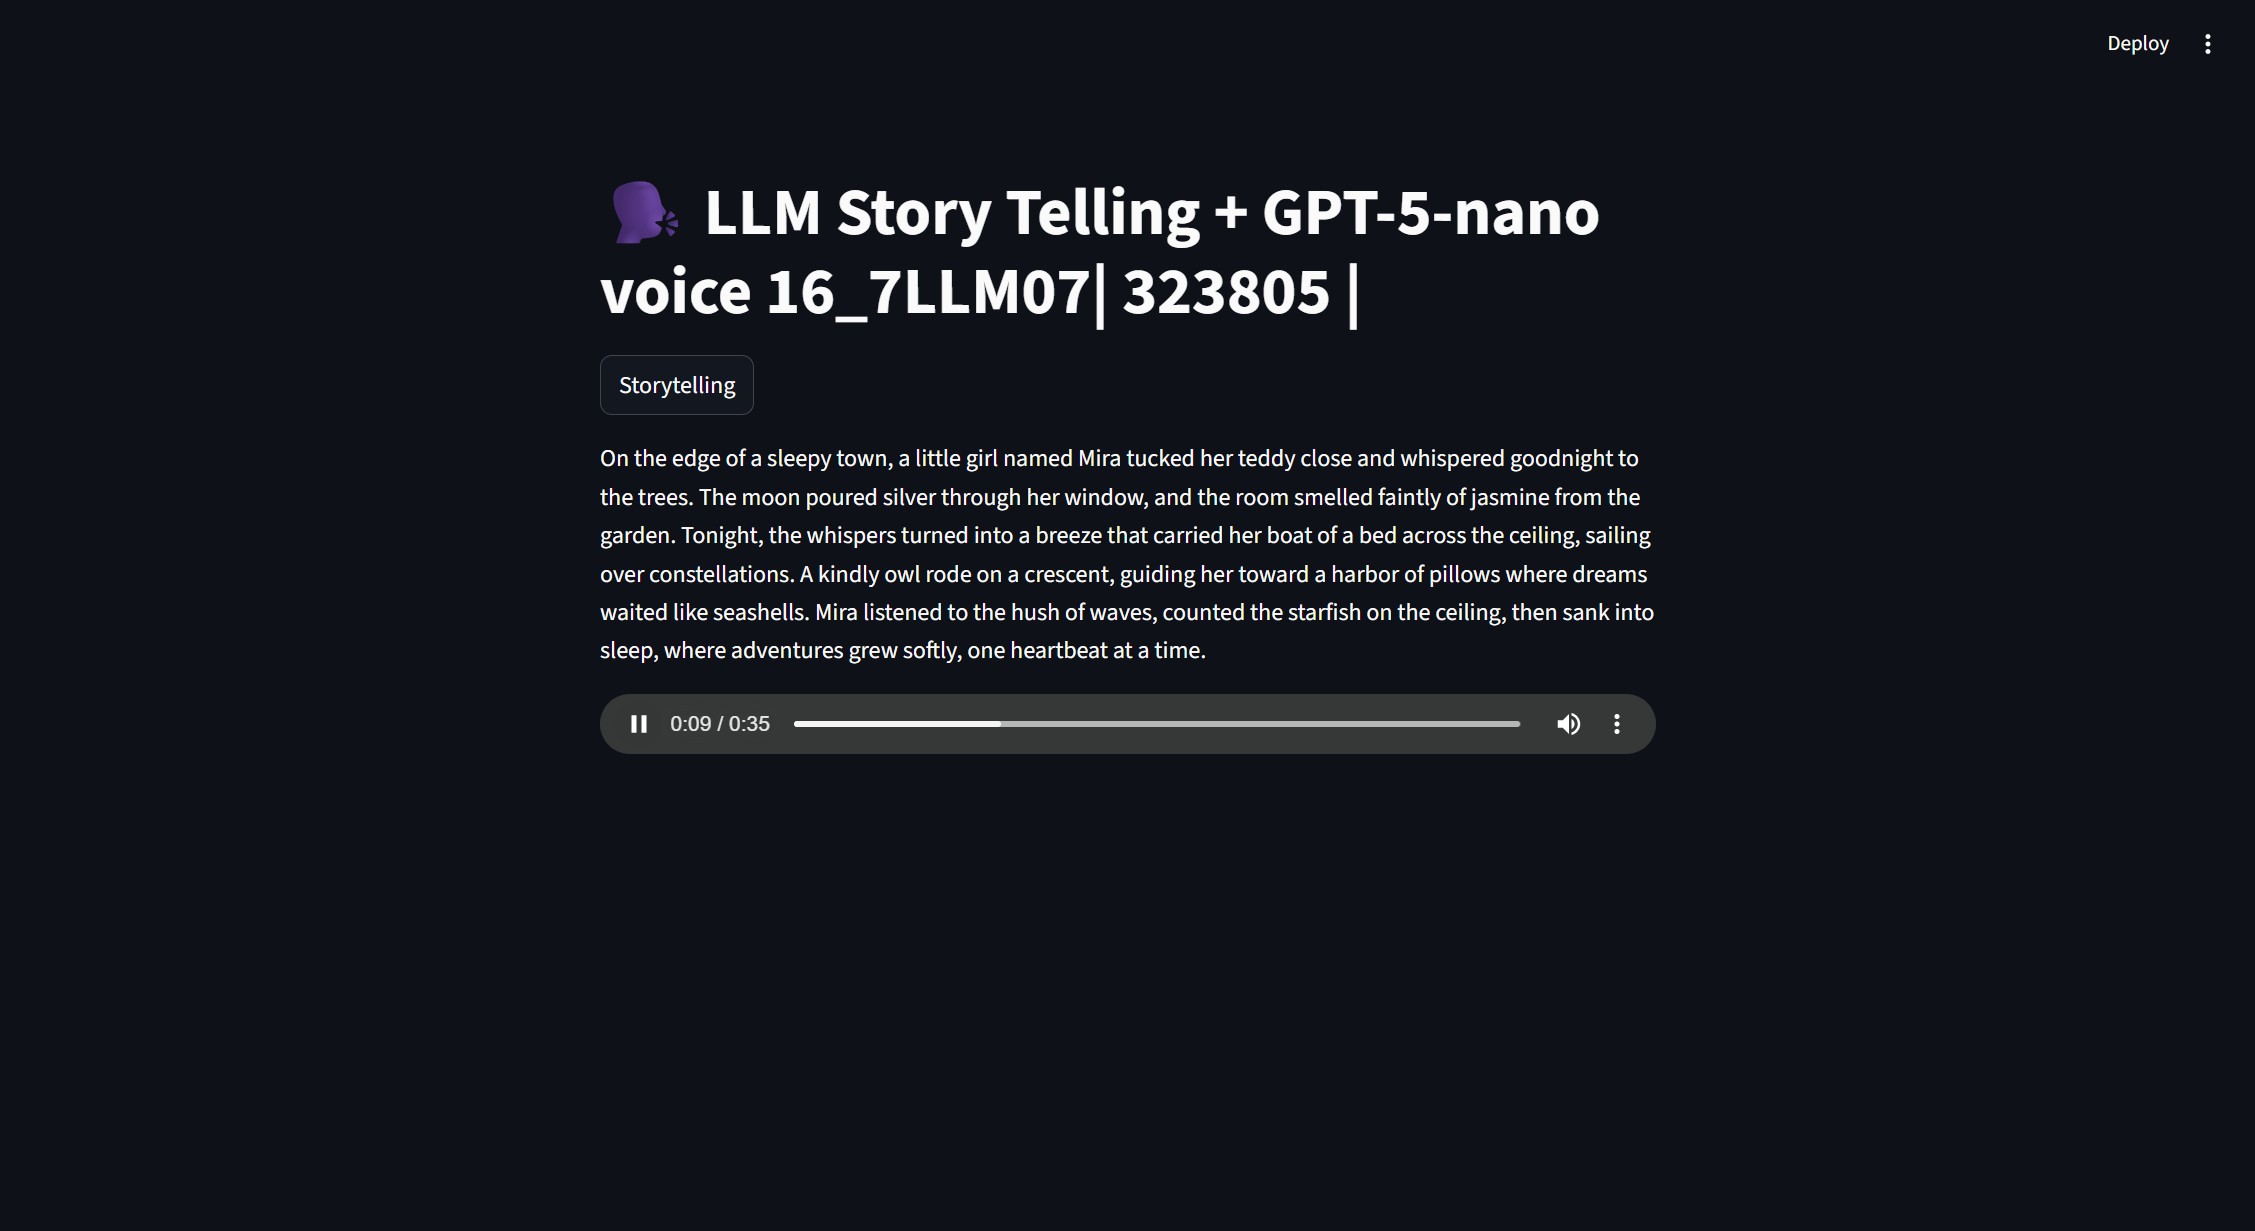 Deploy
LLM Story Telling + GPT-5-nano
voice 16_7LLM07| 323805 |
Storytelling
On the edge of a sleepy town, a little girl named Mira tucked her teddy close and whispered goodnight to
the trees. The moon poured silver through her window, and the room smelled faintly of jasmine from the
garden. Tonight, the whispers turned into a breeze that carried her boat of a bed across the ceiling, sailing
over constellations. A kindly owl rode on a crescent, guiding her toward a harbor of pillows where dreams
waited like seashells. Mira listened to the hush of waves, counted the starfish on the ceiling, then sank into
sleep, where adventures grew softly, one heartbeat at a time.
0:09 / 0:35